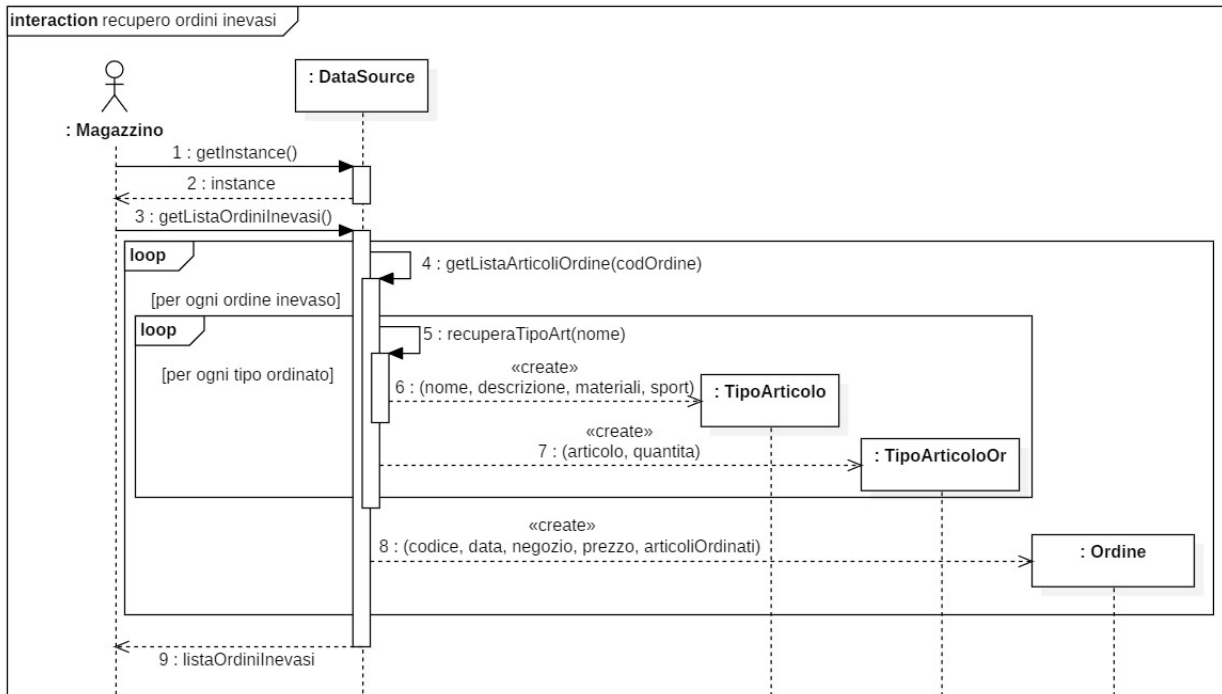 interaction recupero ordini inevasi
: DataSource
: Magazzino
1 : getInstance()
2 : instance
3 : getListaOrdiniInevasi()
loop
4 : getListaArticoliOrdine(codOrdine)
[per ogni ordine inevaso]
loop
5 : recuperaTipoArt(nome)
[per ogni tipo ordinato]
«create»
6 : (nome, descrizione, materiali, sport)
: TipoArticolo
«create»
7 : (articolo, quantita)
: TipoArticoloOr
«create»
8 : (codice, data, negozio, prezzo, articoliOrdinati)
: Ordine
9 : listaOrdiniInevasi